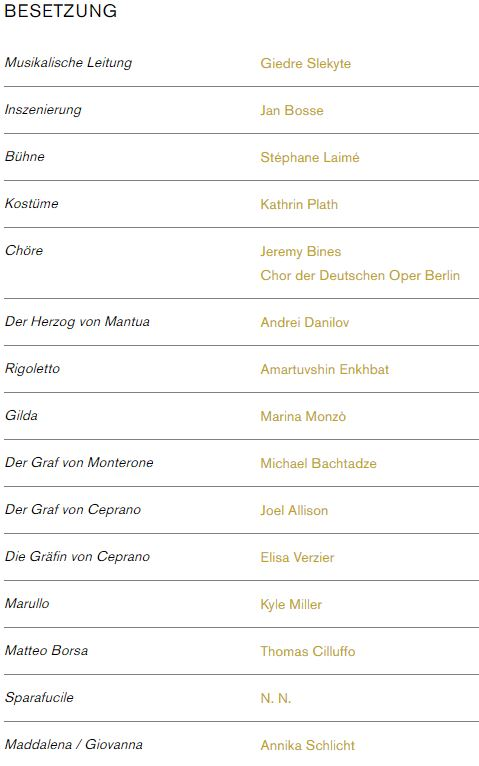 BESETZUNG
Musikalische Leitung Giedre Slekyte
Inszenierung Jan Bosse
Bühne Stéphane Laimé
Kostüme Kathrin Plath
Chöre Jeremy Bines
Chor der Deutschen Oper Berlin
Der Herzog von Mantua Andrei Danilov
Rigoletto Amartuvshin Enkhbat
Gilda Marina Monzò
Der Graf von Monterone Michael Bachtadze
Der Graf von Ceprano Joel Allison
Die Gräfin von Ceprano Elisa Verzier
Marullo Kyle Miller
Matteo Borsa Thomas Cilluffo
Sparafucile N. N.
Maddalena / Giovanna Annika Schlicht